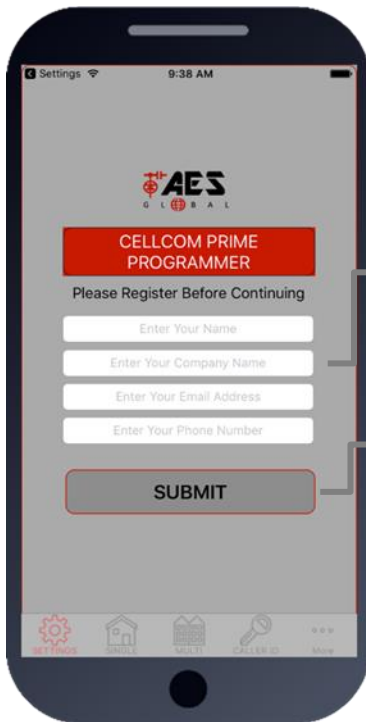 Settings 9:38 AM
AES
GLOBAL
CELLCOM PRIME
PROGRAMMER
Please Register Before Continuing
Enter Your Name
Enter Your Company Name
Enter Your Email Address
Enter Your Phone Number
SUBMIT
SETTINGS SINGLE MULTI CALLER ID More